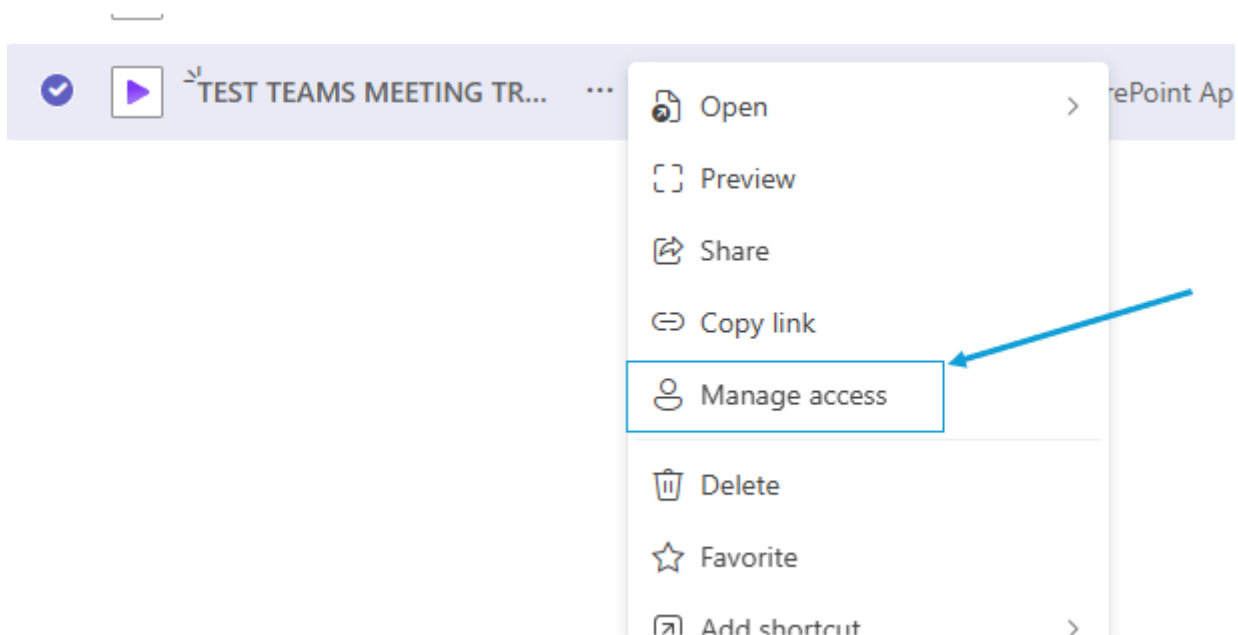 TEST TEAMS MEETING TR... ... Open rePoint Ap
Preview
Share
Copy link
Manage access
Delete
Favorite
Add shortcut